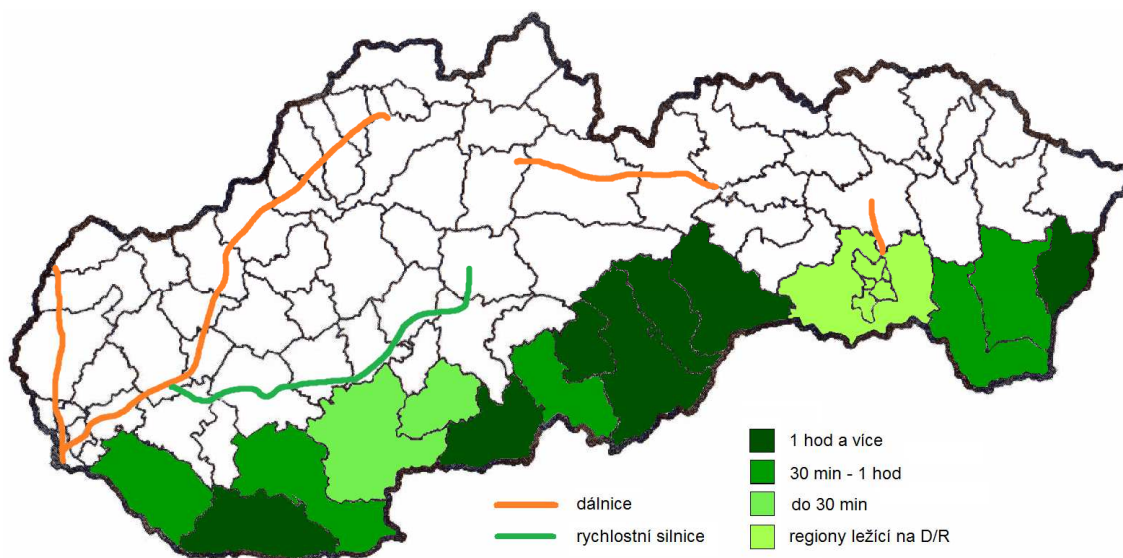 1 hod a více
30 min - 1 hod
do 30 min
regiony ležící na D/R
dálnice
rychlostní silnice